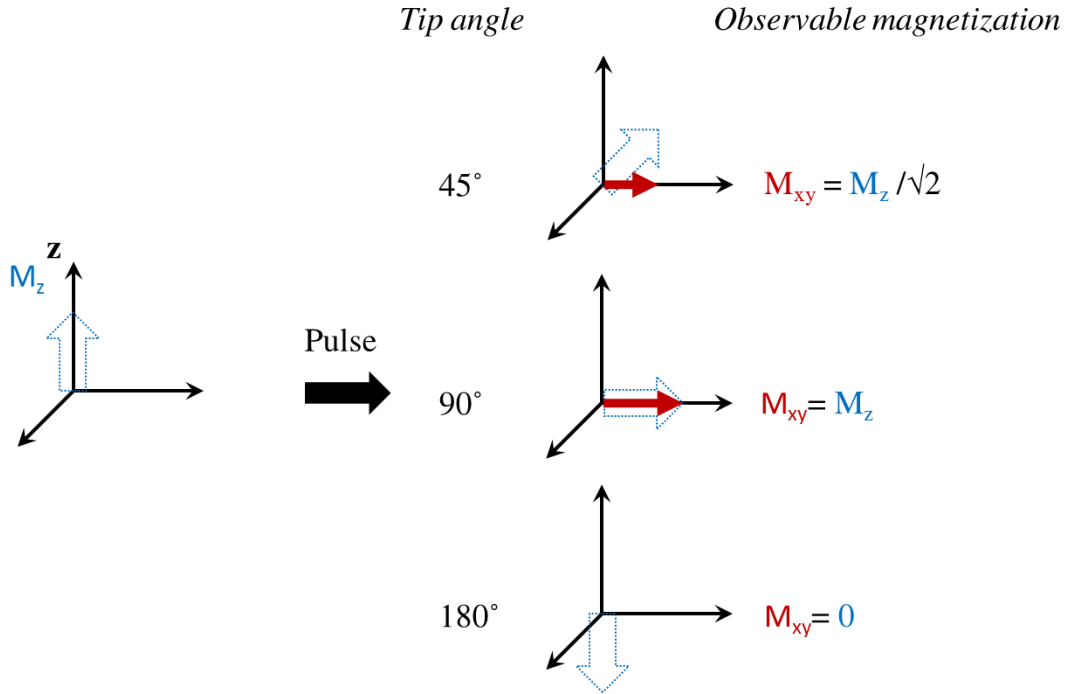 Tip angle
Observable magnetization
45°
Mxy = Mz /√2
z
Mz
Pulse
90°
Mxy= Mz
180°
Mxy= 0